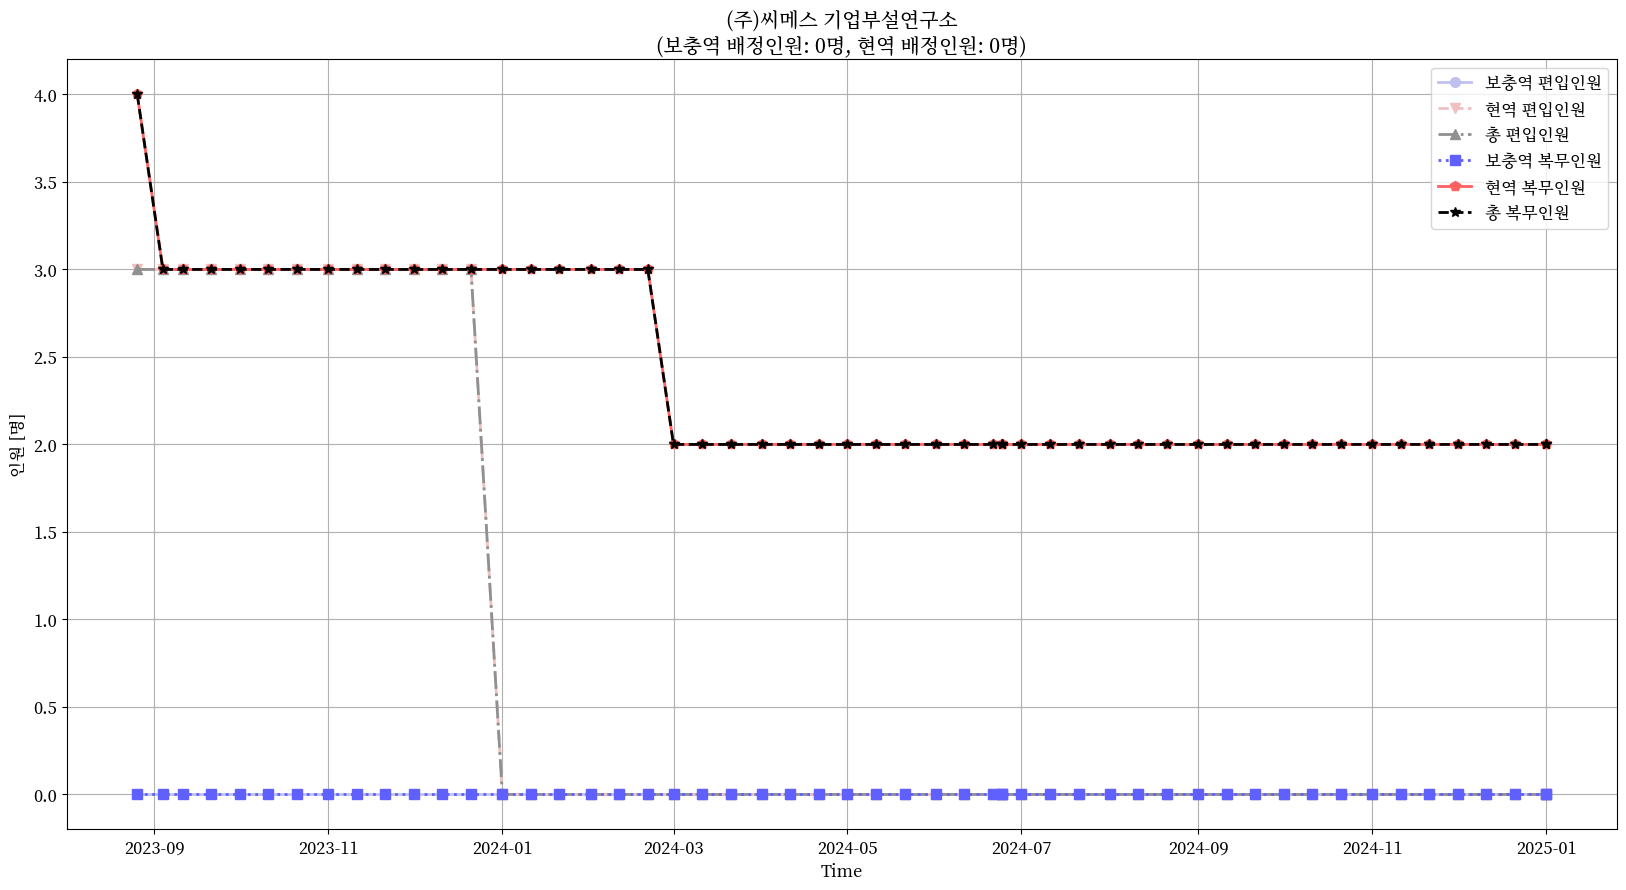 (주)씨메스 기업부설연구소
(보충역 배정인원: 0명, 현역 배정인원: 0명)
보충역 편입인원
현역 편입인원
총 편입인원
보충역 복무인원
현역 복무인원
총 복무인원
4.0
3.5
3.0
2.5
2.0
1.5
1.0
0.5
0.0
인원 [명]
2023-09
2023-11
2024-01
2024-03
2024-05
2024-07
2024-09
2024-11
2025-01
Time